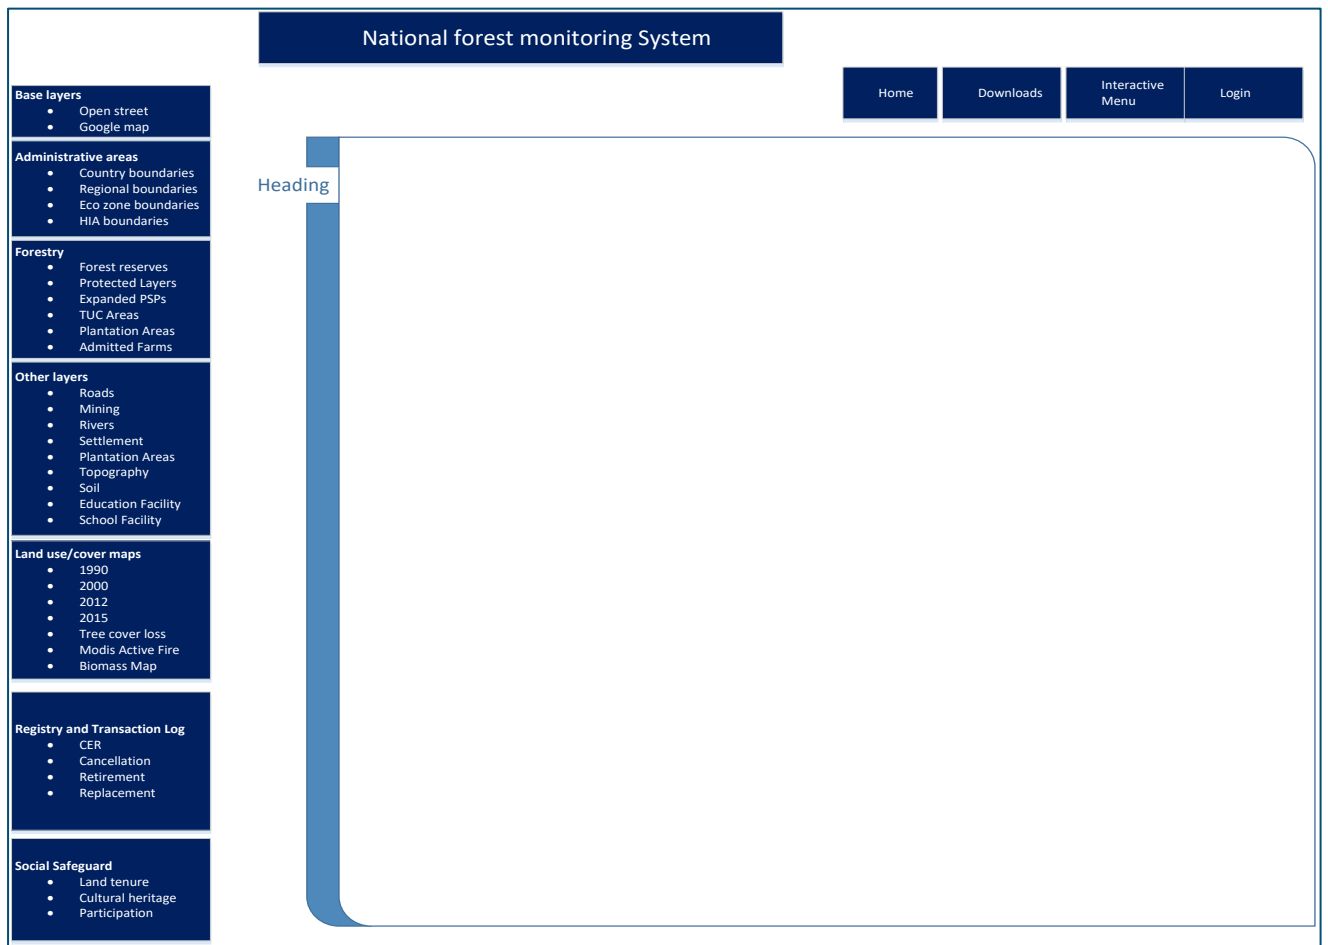 National forest monitoring System
Home
Downloads
Interactive
Menu
Login
Base layers
• Open street
• Google map
Administrative areas
• Country boundaries
• Regional boundaries
• Eco zone boundaries
• HIA boundaries
Forestry
• Forest reserves
• Protected Layers
• Expanded PSPs
• TUC Areas
• Plantation Areas
• Admitted Farms
Other layers
• Roads
• Mining
• Rivers
• Settlement
• Plantation Areas
• Topography
• Soil
• Education Facility
• School Facility
Land use/cover maps
• 1990
• 2000
• 2012
• 2015
• Tree cover loss
• Modis Active Fire
• Biomass Map
Registry and Transaction Log
• CER
• Cancellation
• Retirement
• Replacement
Social Safeguard
• Land tenure
• Cultural heritage
• Participation
Heading